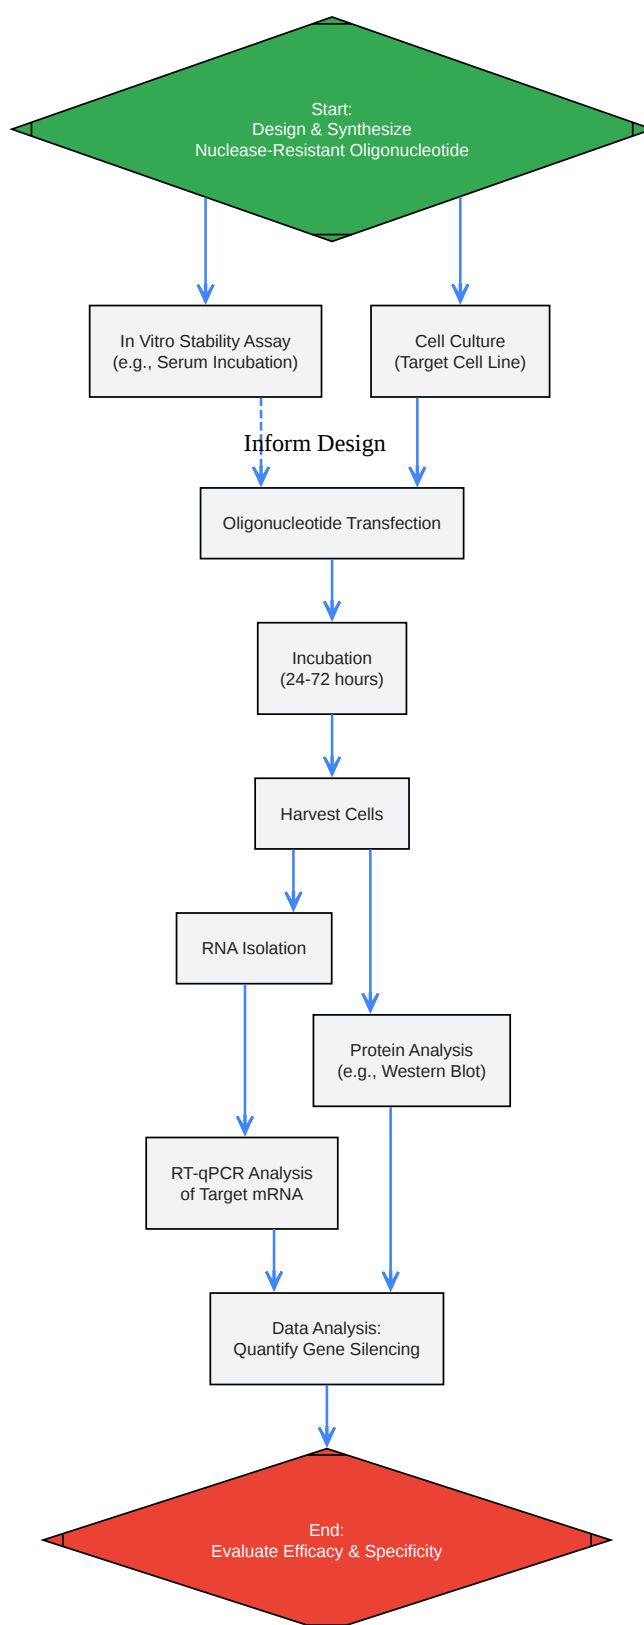 Start:
Design & Synthesize
Nuclease-Resistant Oligonucleotide
In Vitro Stability Assay
(e.g., Serum Incubation)
Cell Culture
(Target Cell Line)
Inform Design
Oligonucleotide Transfection
Incubation
(24-72 hours)
Harvest Cells
RNA Isolation
Protein Analysis
(e.g., Western Blot)
RT-qPCR Analysis
of Target mRNA
Data Analysis:
Quantify Gene Silencing
End:
Evaluate Efficacy & Specificity